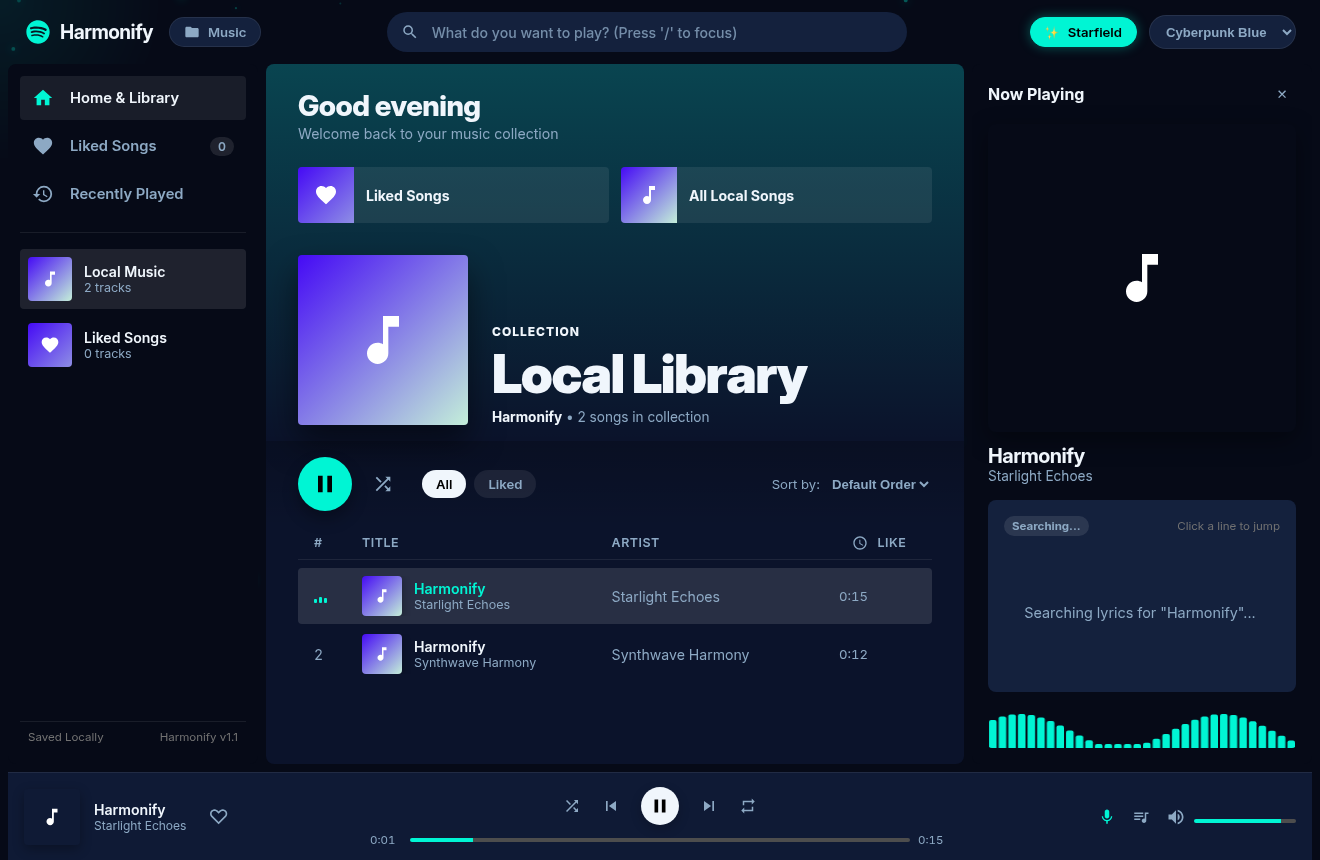 Harmonify
Music
What do you want to play? (Press '/' to focus)
Starfield
Cyberpunk Blue
Home & Library
Liked Songs
0
Recently Played
Local Music
2 tracks
Liked Songs
0 tracks
Saved Locally
Harmonify v1.1
Good evening
Welcome back to your music collection
Liked Songs
All Local Songs
COLLECTION
Local Library
Harmonify • 2 songs in collection
All
Liked
Sort by:
Default Order
# TITLE ARTIST LIKE
Harmonify
Starlight Echoes
Starlight Echoes
0:15
2
Harmonify
Synthwave Harmony
Synthwave Harmony
0:12
Now Playing
×
Harmonify
Starlight Echoes
Searching...
Click a line to jump
Searching lyrics for "Harmonify"...
Harmonify
Starlight Echoes
0:01
0:15